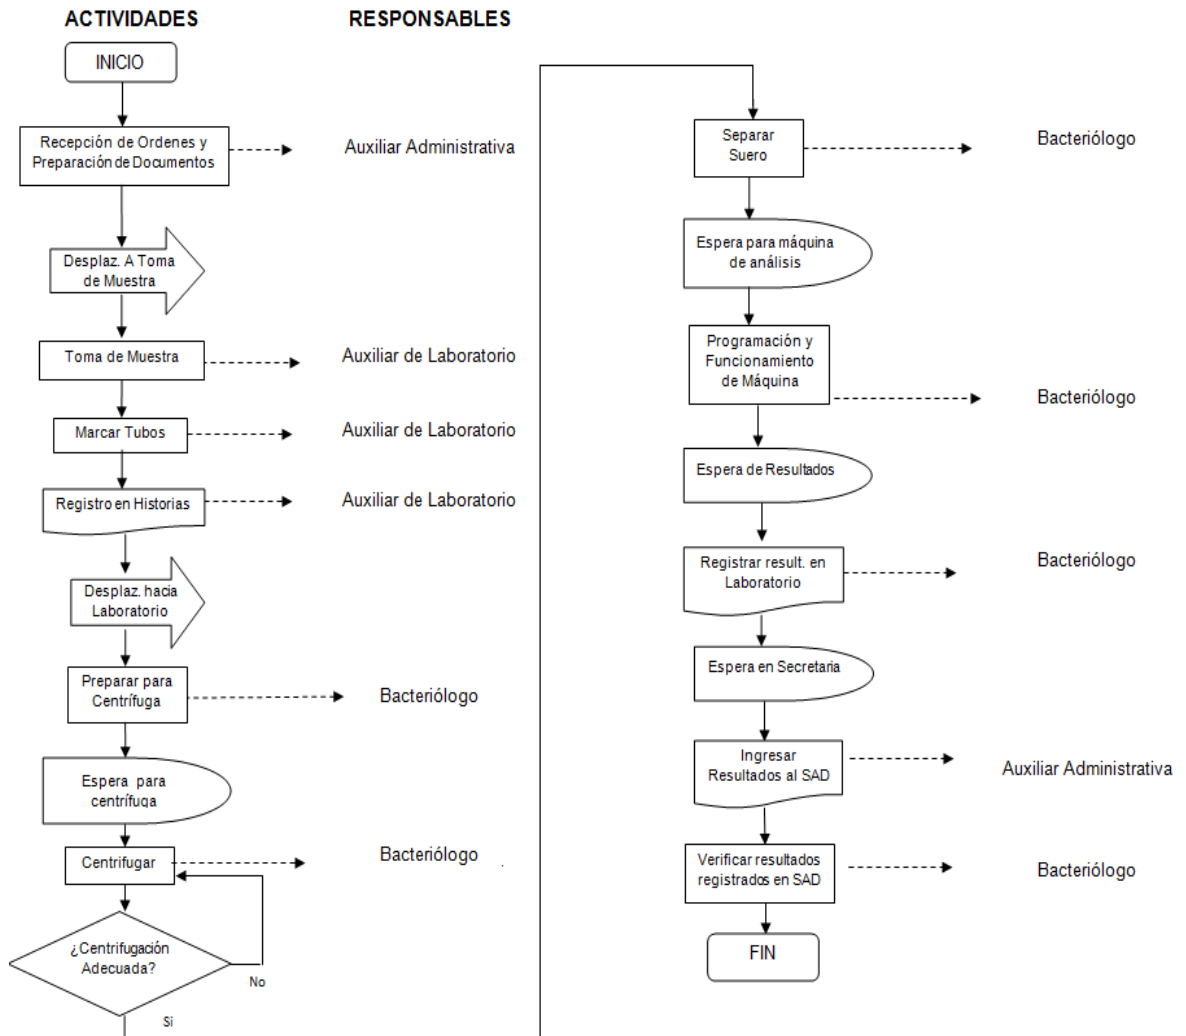 ACTIVIDADES
RESPONSABLES
INICIO
Recepción de Ordenes y
Preparación de Documentos
Auxiliar Administrativa
Desplaz. A Toma
de Muestra
Toma de Muestra
Auxiliar de Laboratorio
Marcar Tubos
Auxiliar de Laboratorio
Registro en Historias
Auxiliar de Laboratorio
Desplaz. hacia
Laboratorio
Preparar para
Centrífuga
Bacteriólogo
Espera para
centrífuga
Centrifugar
Bacteriólogo
¿Centrifugación
Adecuada?
No
Si
Separar
Suero
Bacteriólogo
Espera para máquina
de análisis
Programación y
Funcionamiento
de Máquina
Bacteriólogo
Espera de Resultados
Registrar result. en
Laboratorio
Bacteriólogo
Espera en Secretaria
Ingresar
Resultados al SAD
Auxiliar Administrativa
Verificar resultados
registrados en SAD
Bacteriólogo
FIN